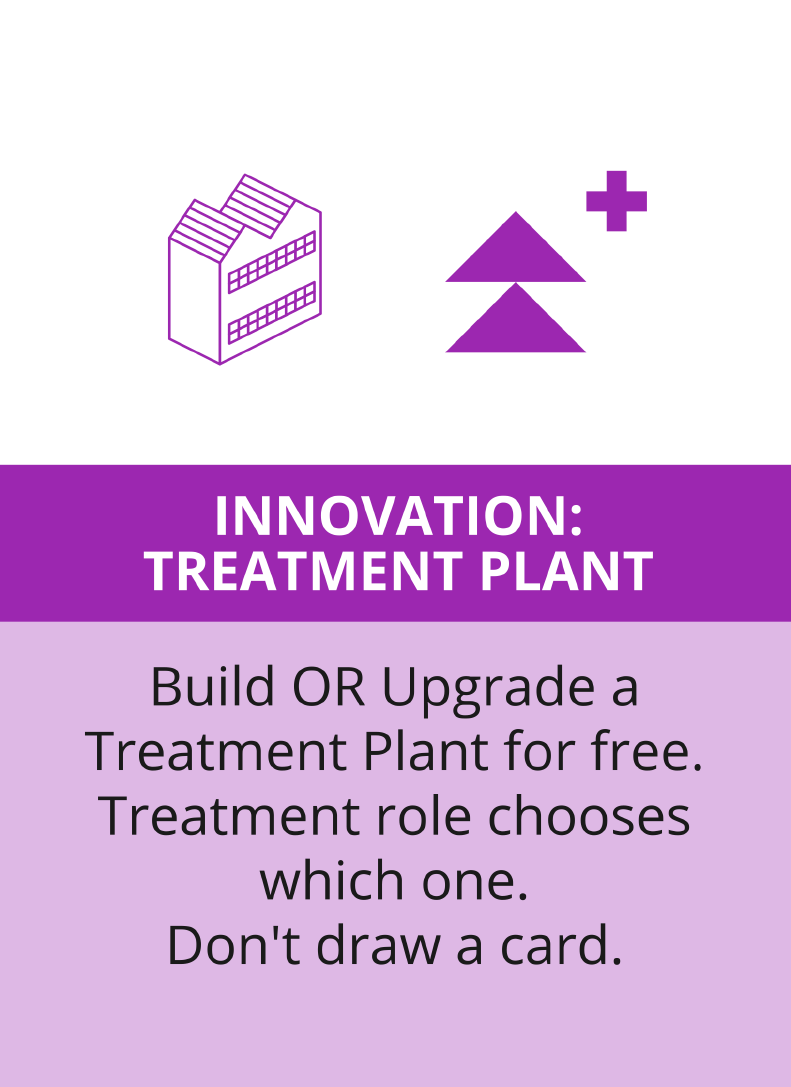 INNOVATION:
TREATMENT PLANT
Build OR Upgrade a
Treatment Plant for free.
Treatment role chooses
which one.
Don't draw a card.